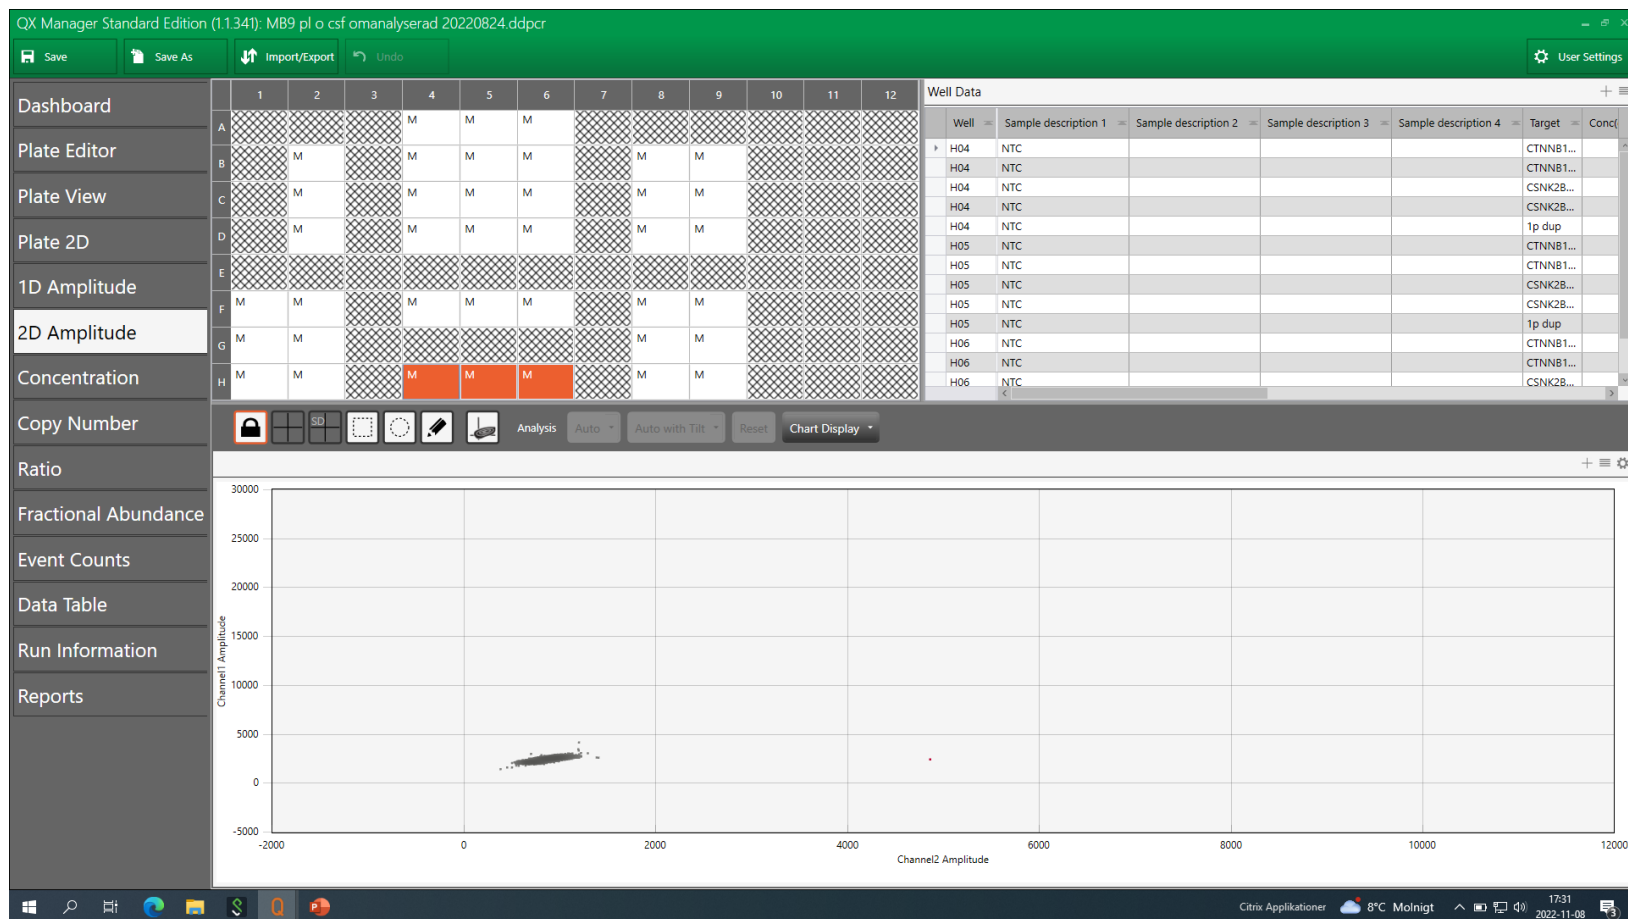 QX Manager Standard Edition (1.1.341): MB9 pl o csf omanalyserad 20220824.ddpcr
Save
Save As
Import/Export
Undo
User Settings
Dashboard
Plate Editor
Plate View
Plate 2D
1D Amplitude
2D Amplitude
Concentration
Copy Number
Ratio
Fractional Abundance
Event Counts
Data Table
Run Information
Reports
1 2 3 4 5 6 7 8 9 10 11 12
A M M M
B M M M M M M
C M M M M M M
D M M M M M M
E
F M M M M M M M
G M M M M
H M M M M M M M
Well Data
Well Sample description 1 Sample description 2 Sample description 3 Sample description 4 Target Conc(
H04 NTC CTNNB1...
H04 NTC CTNNB1...
H04 NTC CSNK2B...
H04 NTC CSNK2B...
H04 NTC 1p dup
H05 NTC CTNNB1...
H05 NTC CTNNB1...
H05 NTC CSNK2B...
H05 NTC CSNK2B...
H05 NTC 1p dup
H06 NTC CTNNB1...
H06 NTC CTNNB1...
H06 NTC CSNK2B...
SD
Analysis
Auto
Auto with Tilt
Reset
Chart Display
30000
25000
20000
15000
10000
5000
0
-5000
Channel1 Amplitude
-2000 0 2000 4000 6000 8000 10000 12000
Channel2 Amplitude
Citrix Applikationer
8°C Molnigt
17:31
2022-11-08
3